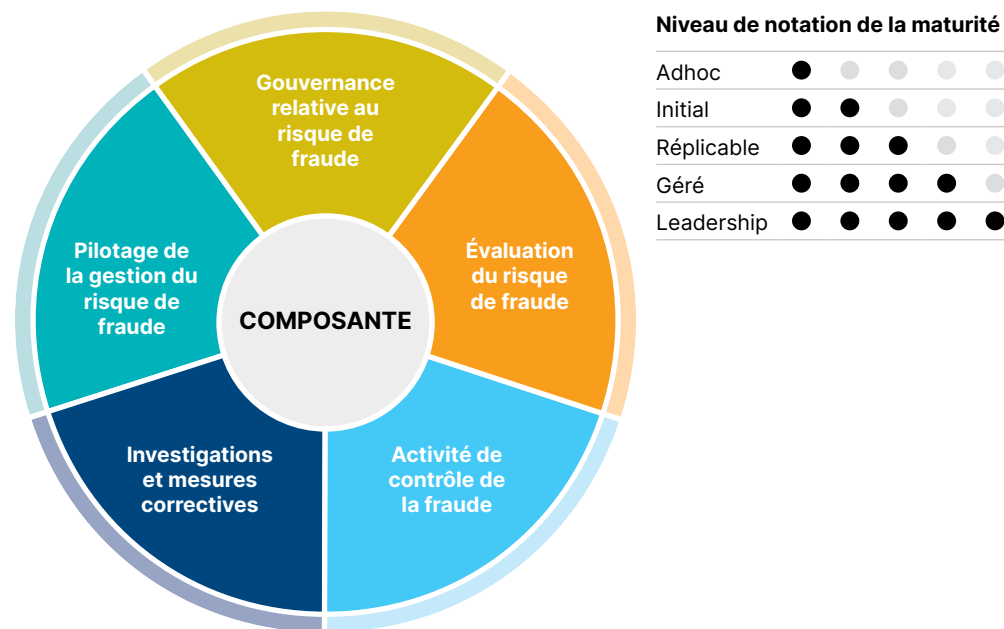 Gouvernance
relative au
risque de
fraude
Évaluation
du risque
de fraude
Activité de
contrôle de
la fraude
Investigations
et mesures
correctives
Pilotage de
la gestion du
risque de
fraude
COMPOSANTE
Niveau de notation de la maturité
Adhoc
Initial
Réplicable
Géré
Leadership